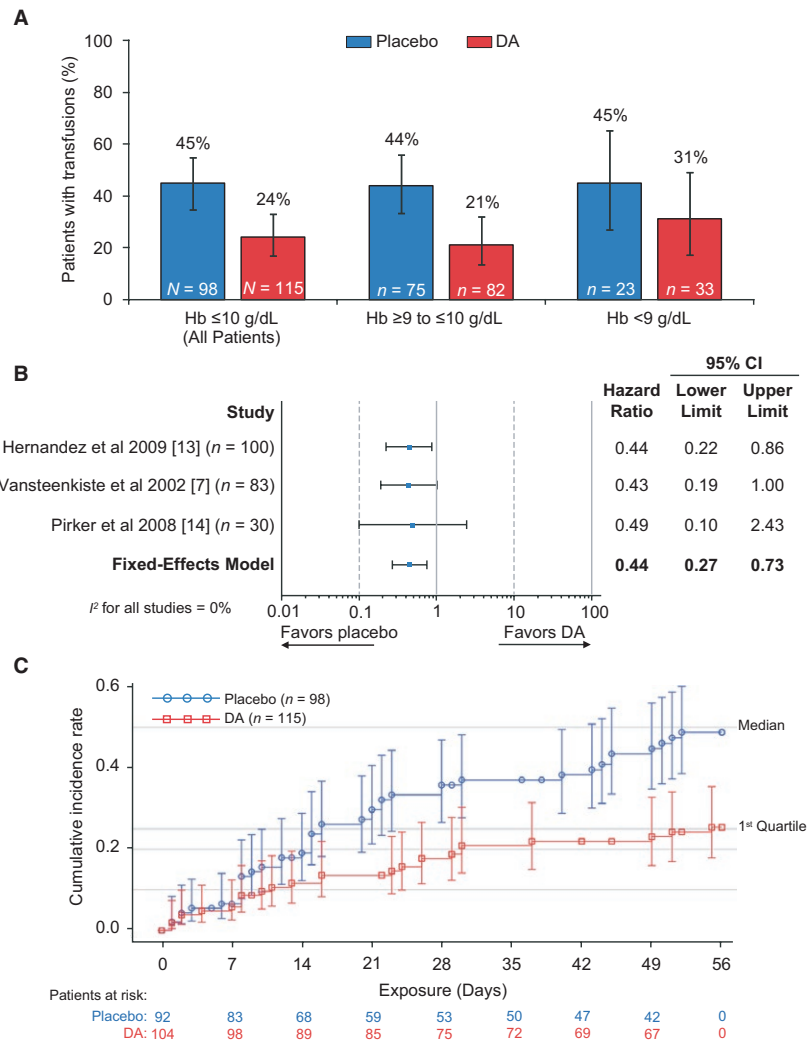 A
100
80
60
40
20
0
Patients with transfusions (%)
Placebo DA
45% 24% 44% 21% 45% 31%
N = 98 N = 115 n = 75 n = 82 n = 23 n = 33
Hb ≤10 g/dL Hb ≥9 to ≤10 g/dL Hb <9 g/dL
(All Patients)
B
95% CI
Hazard Lower Upper
Study Ratio Limit Limit
Hernandez et al 2009 [13] (n = 100) 0.44 0.22 0.86
Vansteenkiste et al 2002 [7] (n = 83) 0.43 0.19 1.00
Pirker et al 2008 [14] (n = 30) 0.49 0.10 2.43
Fixed-Effects Model 0.44 0.27 0.73
I² for all studies = 0%
0.01 0.1 1 10 100
Favors placebo Favors DA
C
0.6
0.4
0.2
0.0
Cumulative incidence rate
Placebo (n = 98)
DA (n = 115)
Median
1st Quartile
0 7 14 21 28 35 42 49 56
Exposure (Days)
Patients at risk:
Placebo: 92 83 68 59 53 50 47 42 0
DA: 104 98 89 85 75 72 69 67 0